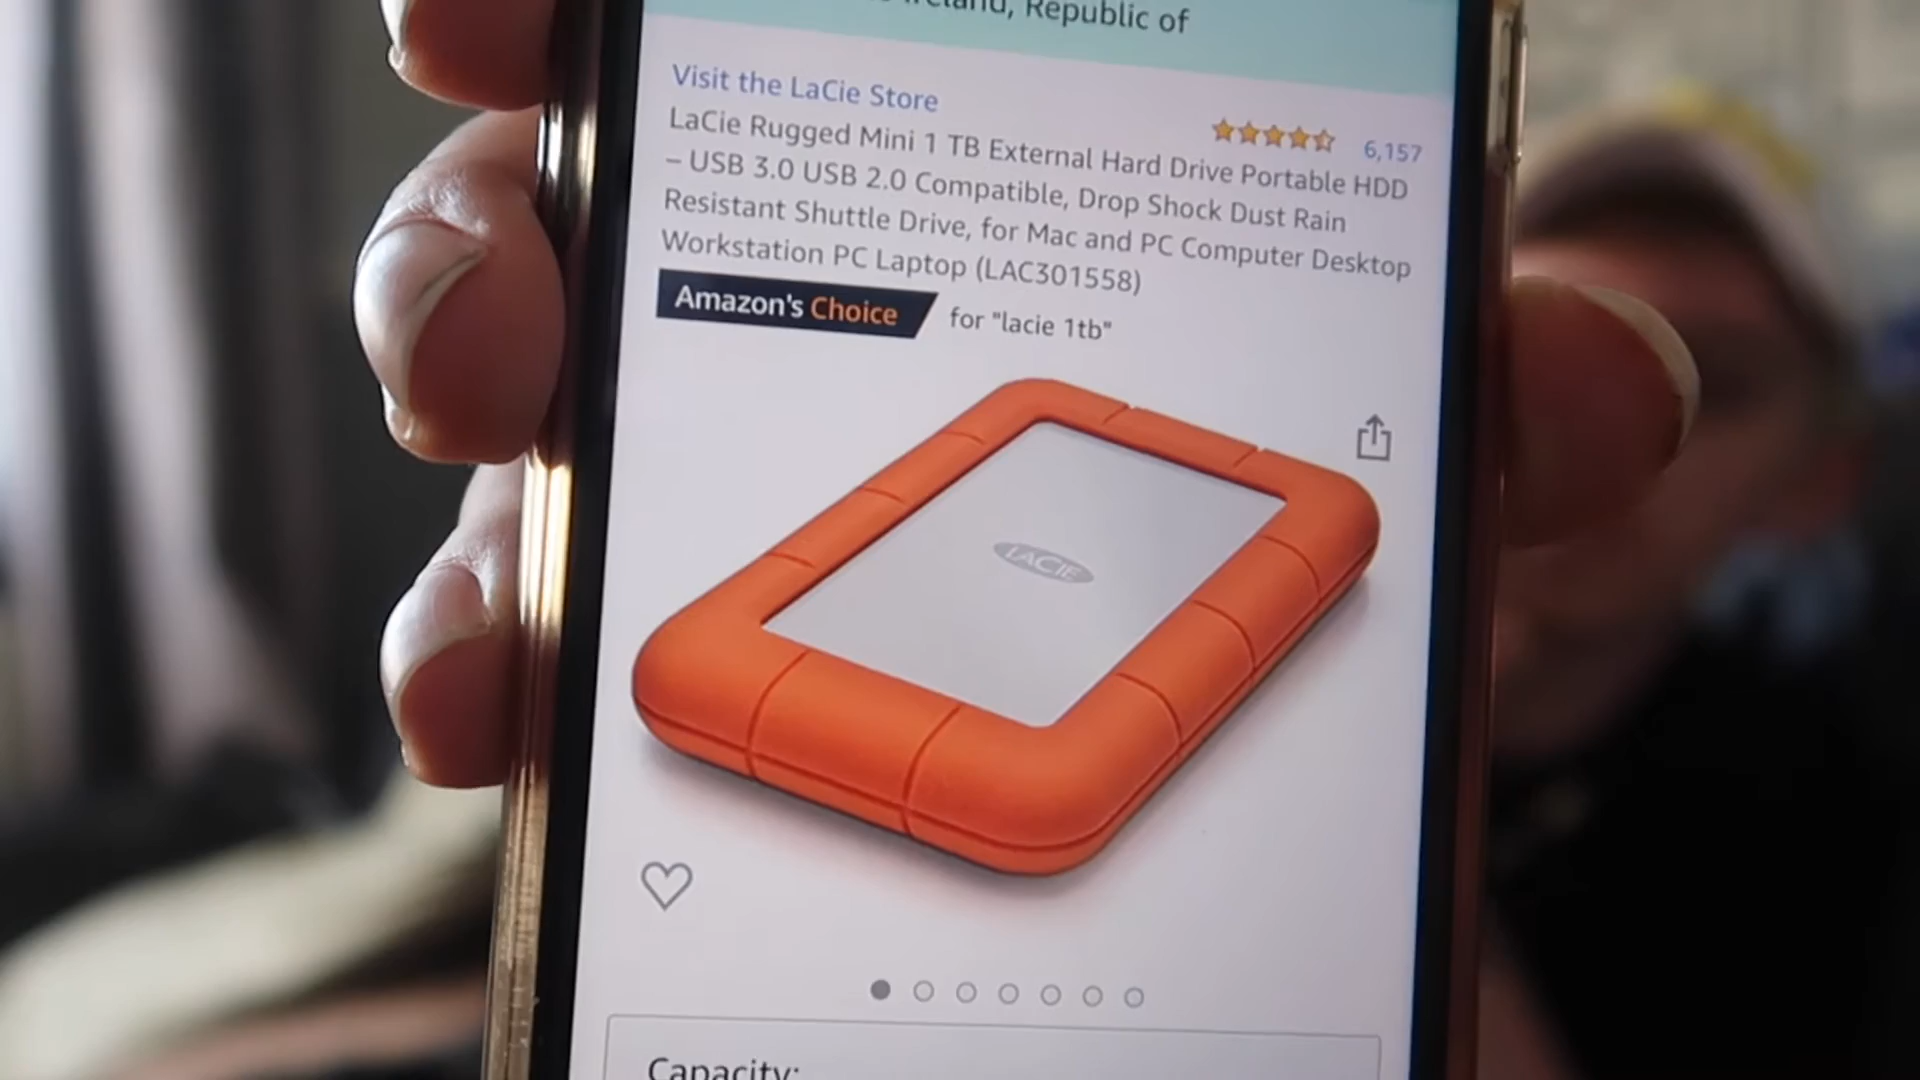 Ireland, Republic of
Visit the LaCie Store
6,157
LaCie Rugged Mini 1 TB External Hard Drive Portable HDD
– USB 3.0 USB 2.0 Compatible, Drop Shock Dust Rain
Resistant Shuttle Drive, for Mac and PC Computer Desktop
Workstation PC Laptop (LAC301558)
Amazon's Choice for "lacie 1tb"
LACIE
Capacity: